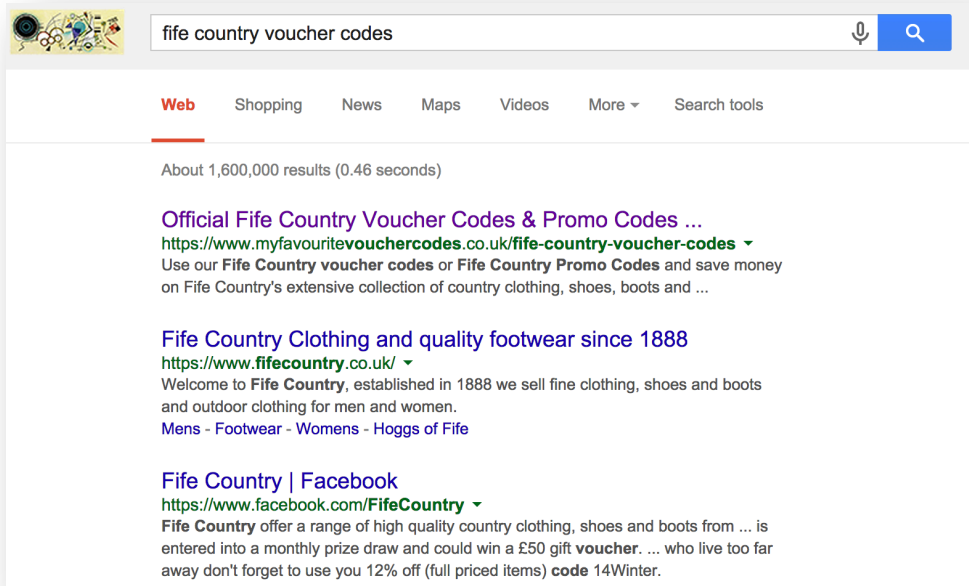 fife country voucher codes
Web Shopping News Maps Videos More Search tools
About 1,600,000 results (0.46 seconds)
Official Fife Country Voucher Codes & Promo Codes ...
https://www.myfavouritevouchercodes.co.uk/fife-country-voucher-codes
Use our Fife Country voucher codes or Fife Country Promo Codes and save money
on Fife Country's extensive collection of country clothing, shoes, boots and ...
Fife Country Clothing and quality footwear since 1888
https://www.fifecountry.co.uk/
Welcome to Fife Country, established in 1888 we sell fine clothing, shoes and boots
and outdoor clothing for men and women.
Mens - Footwear - Womens - Hoggs of Fife
Fife Country | Facebook
https://www.facebook.com/FifeCountry
Fife Country offer a range of high quality country clothing, shoes and boots from ... is
entered into a monthly prize draw and could win a £50 gift voucher. ... who live too far
away don't forget to use you 12% off (full priced items) code 14Winter.